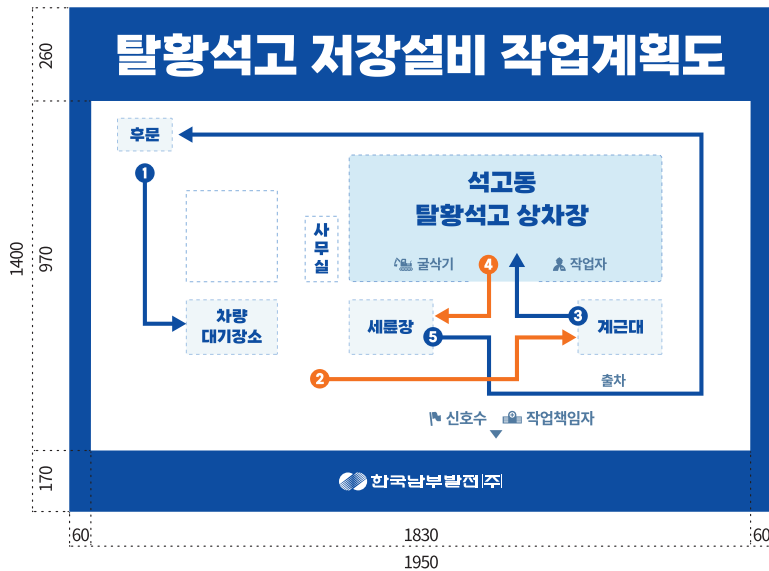 탈황석고 저장설비 작업계획도
후문
1
석고동
탈황석고 상차장
사무실
굴삭기
4
작업자
차량
대기장소
세륜장
3
계근대
5
2
출차
신호수
작업책임자
한국남부발전(주)
260
970
1400
170
60
1830
60
1950